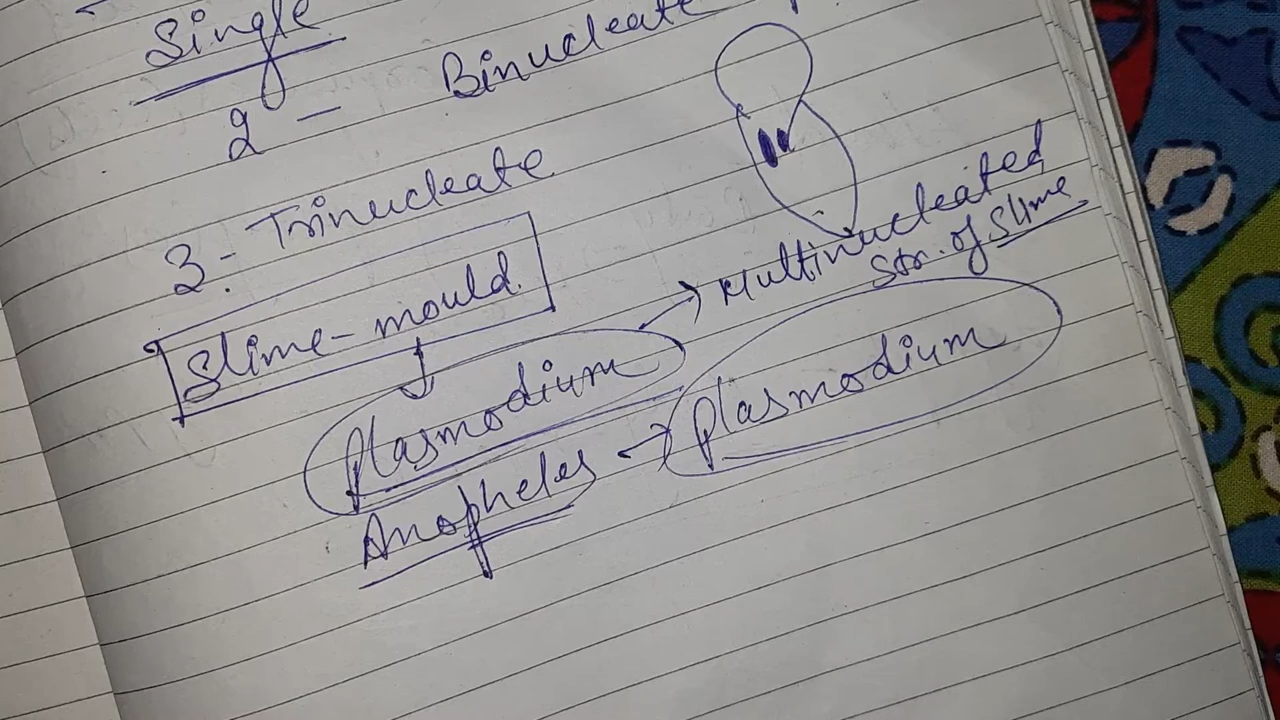 Single
2 - Binucleate
3- Trinucleate
Slime-mould
Plasmodium → Multinucleated
Str. of Slime
Anopheles → Plasmodium